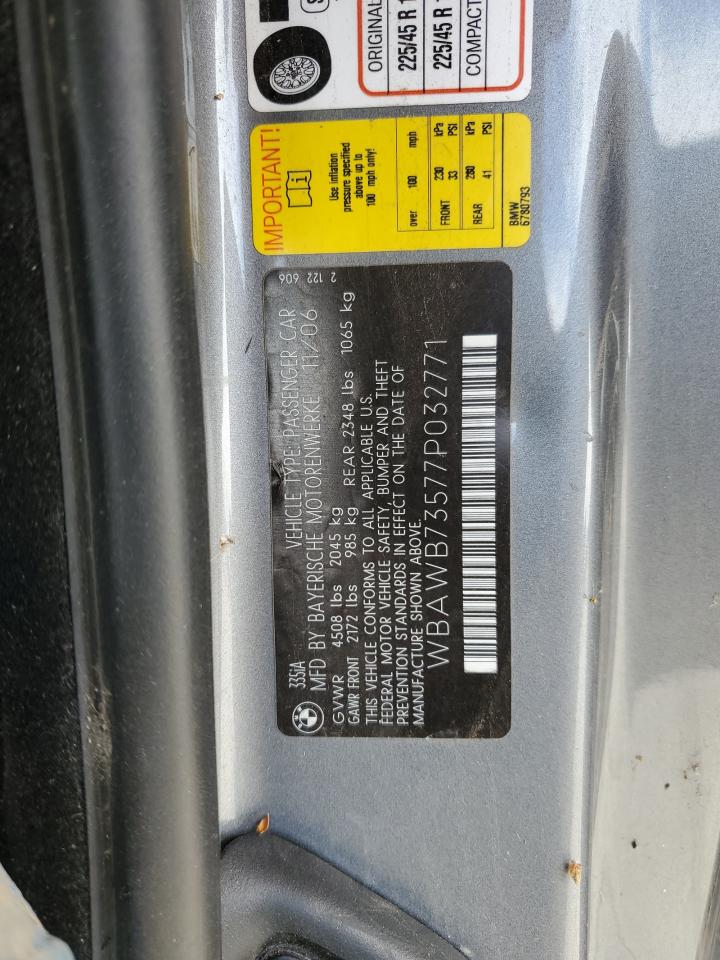 ORIGINAL
225/45 R 1
225/45 R 1
COMPACT
IMPORTANT!
Use inflation
pressure specified
above up to
100 mph only!
over 100 mph
FRONT 230 kPa
33 PSI
REAR 280 kPa
41 PSI
BMW
6780793
2 122 606
335iA VEHICLE TYPE: PASSENGER CAR
MFD BY BAYERISCHE MOTORENWERKE 11/06
GVWR 4508 lbs 2045 kg
GAWR FRONT 2172 lbs 985 kg REAR 2348 lbs 1065 kg
THIS VEHICLE CONFORMS TO ALL APPLICABLE U.S.
FEDERAL MOTOR VEHICLE SAFETY, BUMPER AND THEFT
PREVENTION STANDARDS IN EFFECT ON THE DATE OF
MANUFACTURE SHOWN ABOVE.
WBAWB73577P032771